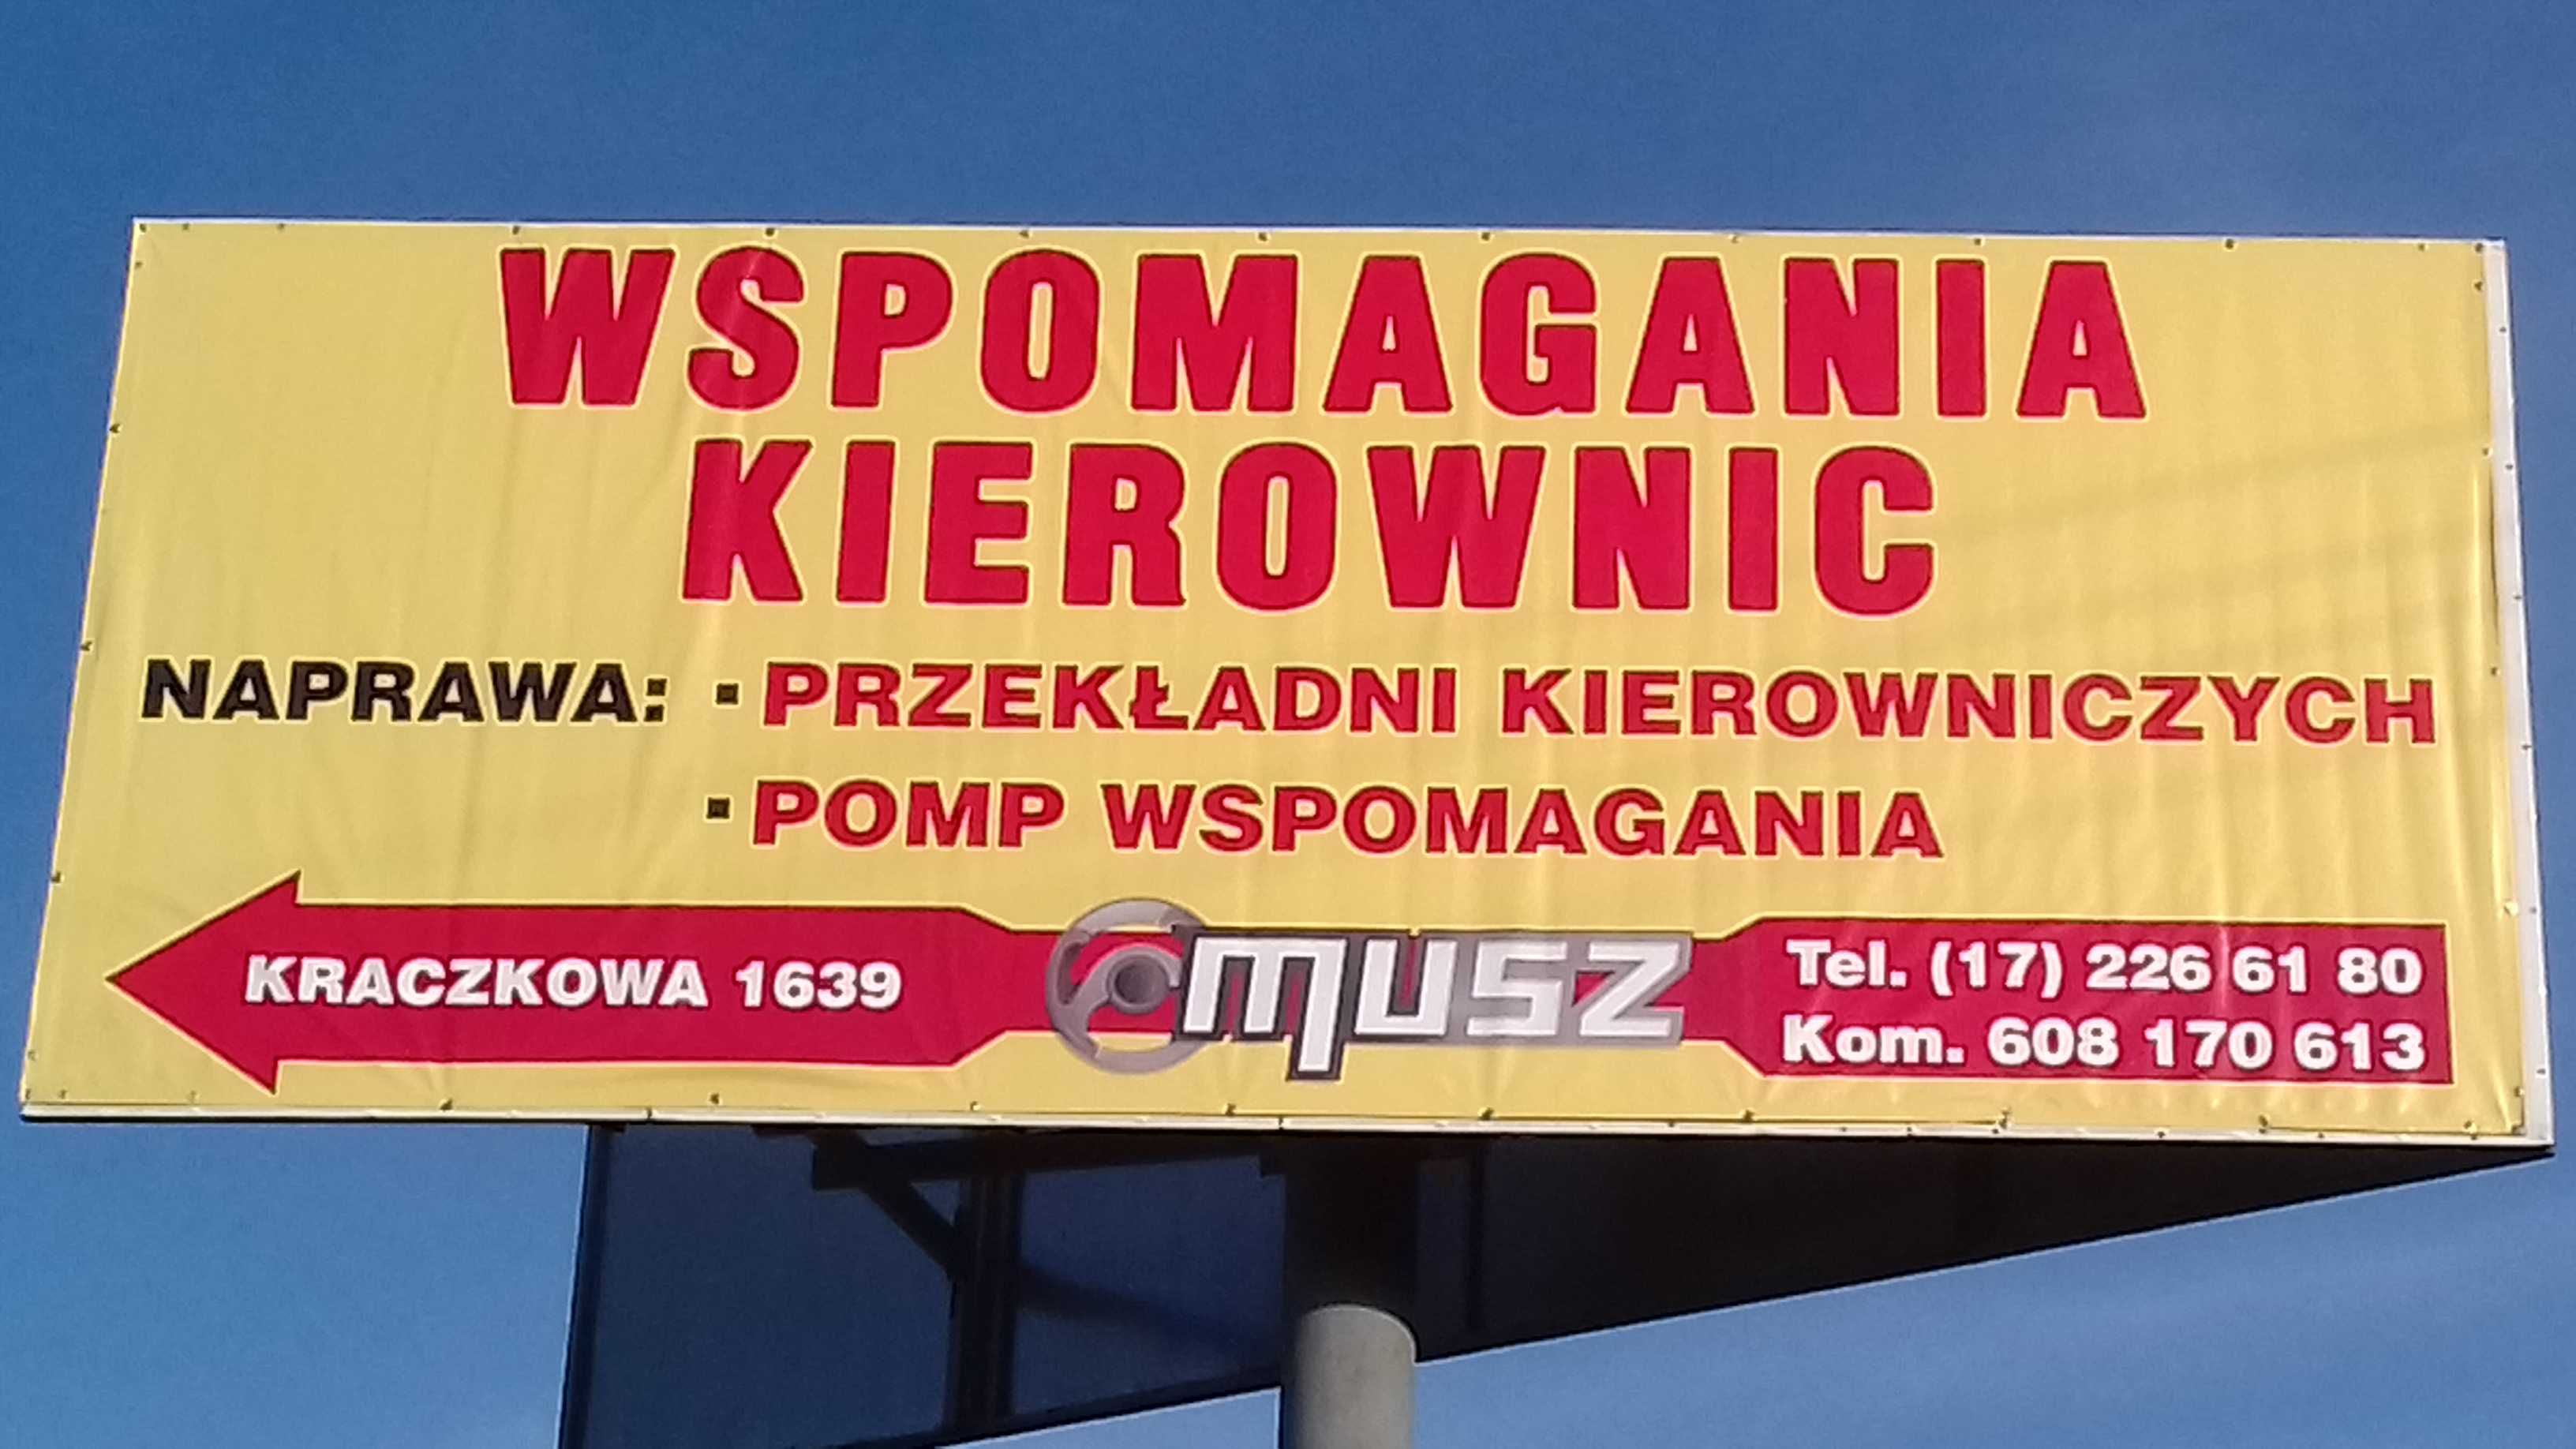 WSPOMAGANIA
KIEROWNIC
NAPRAWA: ▪ PRZEKŁADNI KIEROWNICZYCH
▪ POMP WSPOMAGANIA
KRACZKOWA 1639
musz
Tel. (17) 226 61 80
Kom. 608 170 613